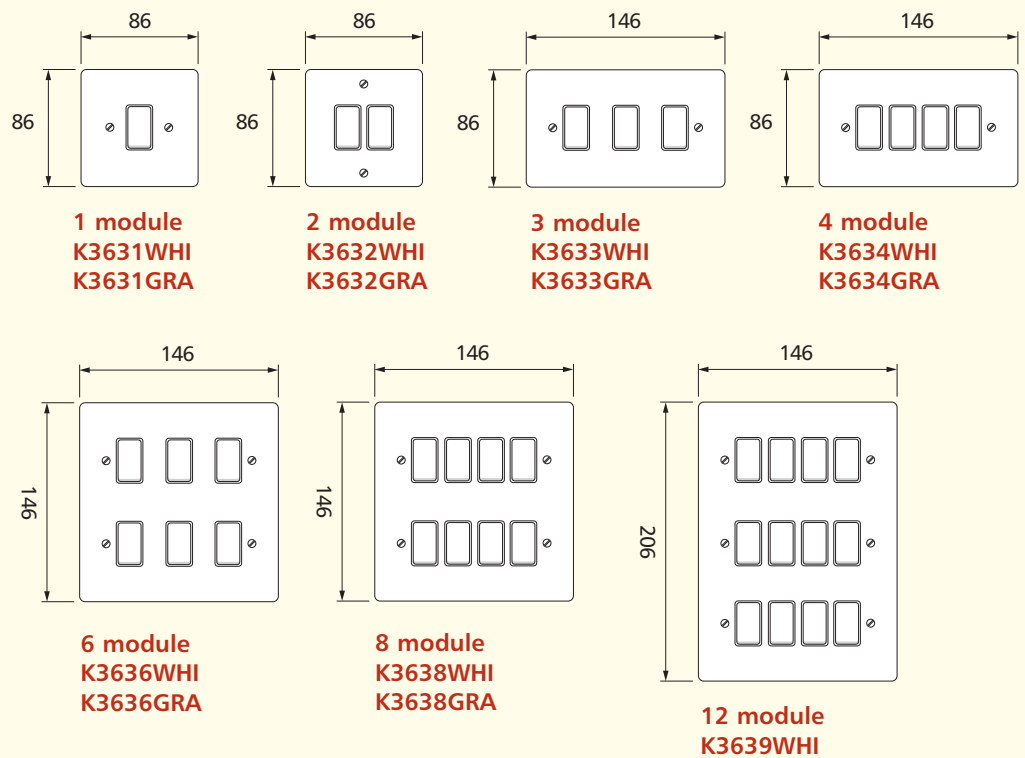 86
86
1 module
K3631WHI
K3631GRA
86
86
2 module
K3632WHI
K3632GRA
146
86
3 module
K3633WHI
K3633GRA
146
86
4 module
K3634WHI
K3634GRA
146
146
6 module
K3636WHI
K3636GRA
146
146
8 module
K3638WHI
K3638GRA
146
206
12 module
K3639WHI